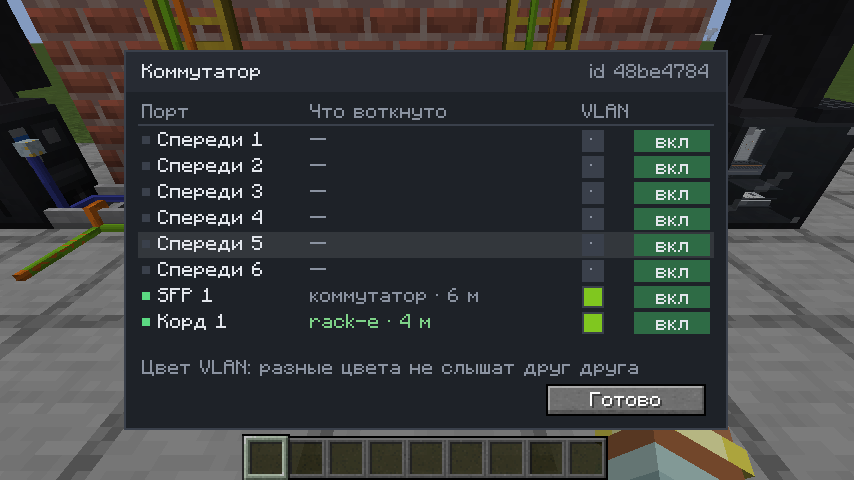 Коммутатор id 48be4784
Порт Что воткнуто VLAN
Спереди 1 — вкл
Спереди 2 — вкл
Спереди 3 — вкл
Спереди 4 — вкл
Спереди 5 — вкл
Спереди 6 — вкл
SFP 1 коммутатор · 6 м вкл
Корд 1 rack-e · 4 м вкл
Цвет VLAN: разные цвета не слышат друг друга
Готово